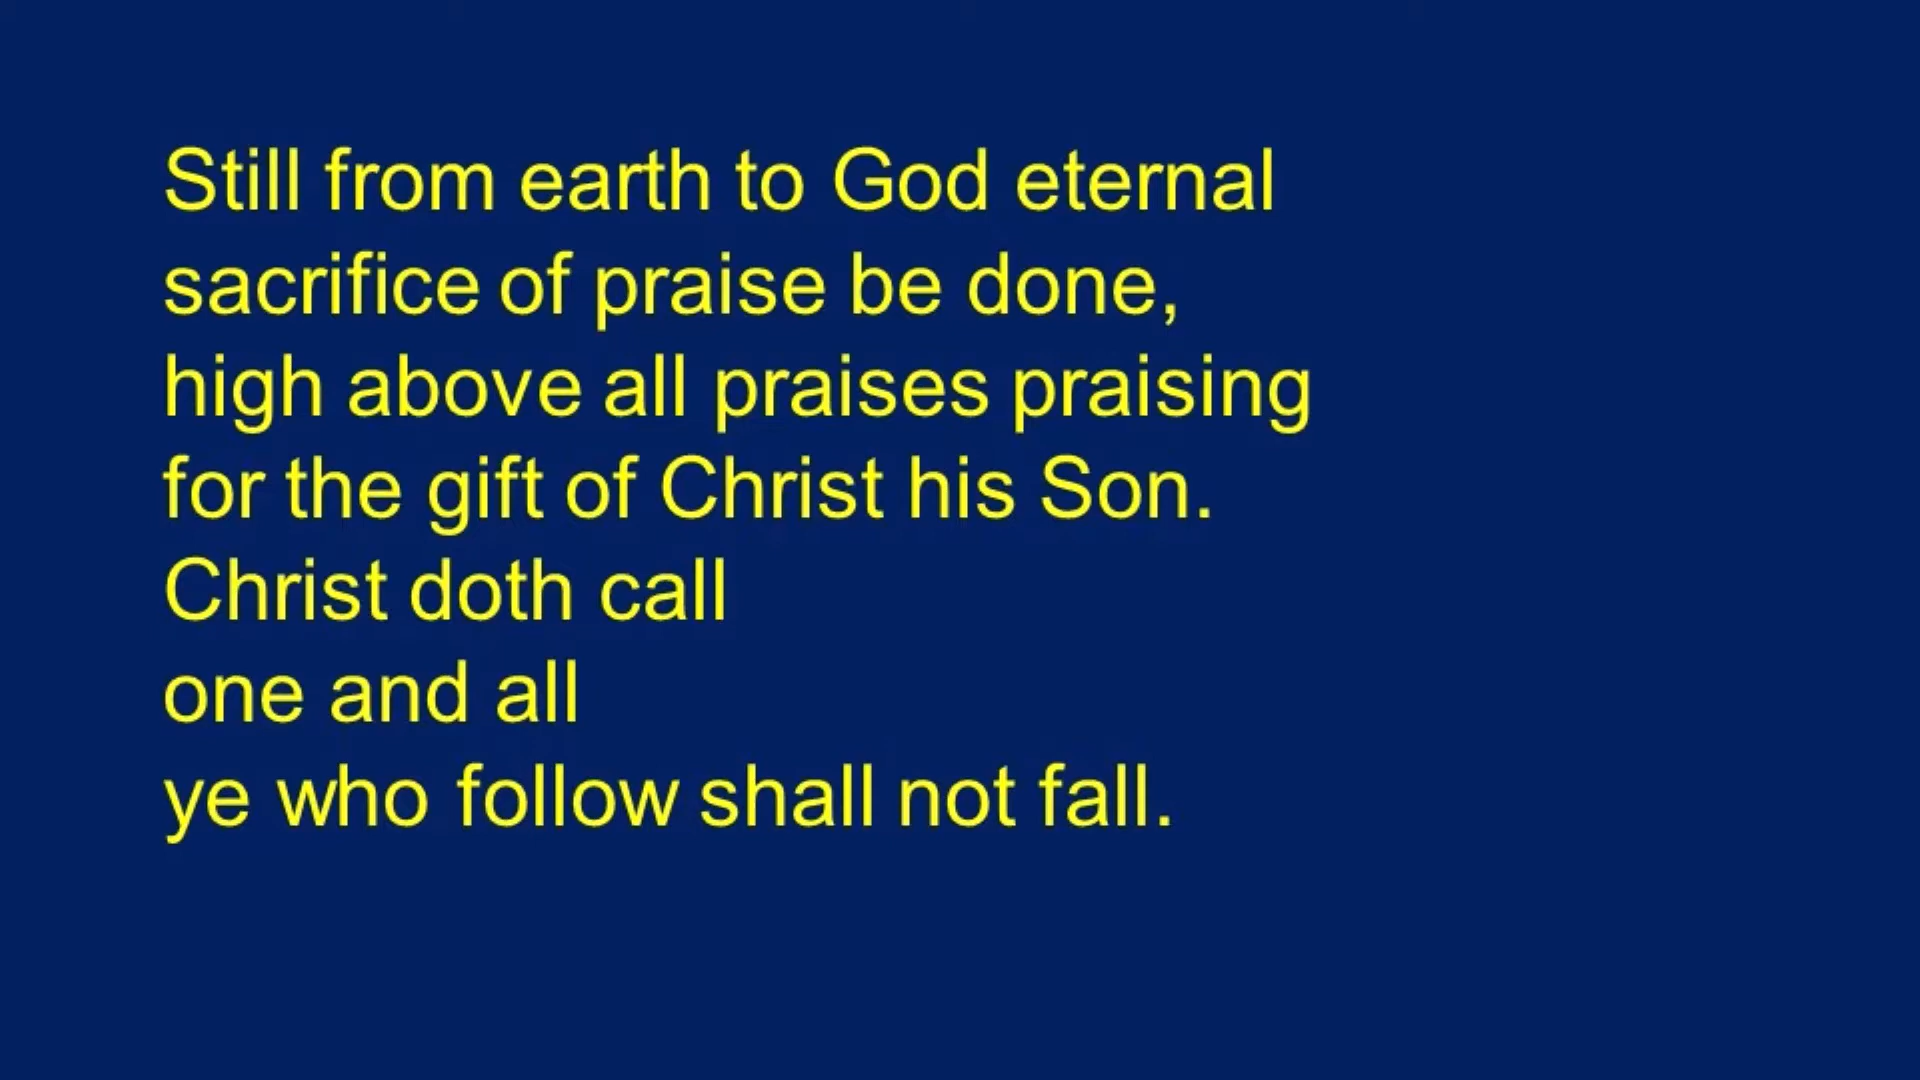 Still from earth to God eternal
sacrifice of praise be done,
high above all praises praising
for the gift of Christ his Son.
Christ doth call
one and all
ye who follow shall not fall.